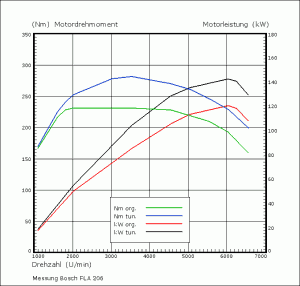 (Nm) Motordrehmoment Motorleistung (kW)
350 180
160
300
140
250
120
200 100
150 80
60
100
40
50
20
0 0
1000 2000 3000 4000 5000 6000 7000
Nm org.
Nm tun.
kW org.
kW tun.
Drehzahl (U/min)
Messung Bosch FLA 206